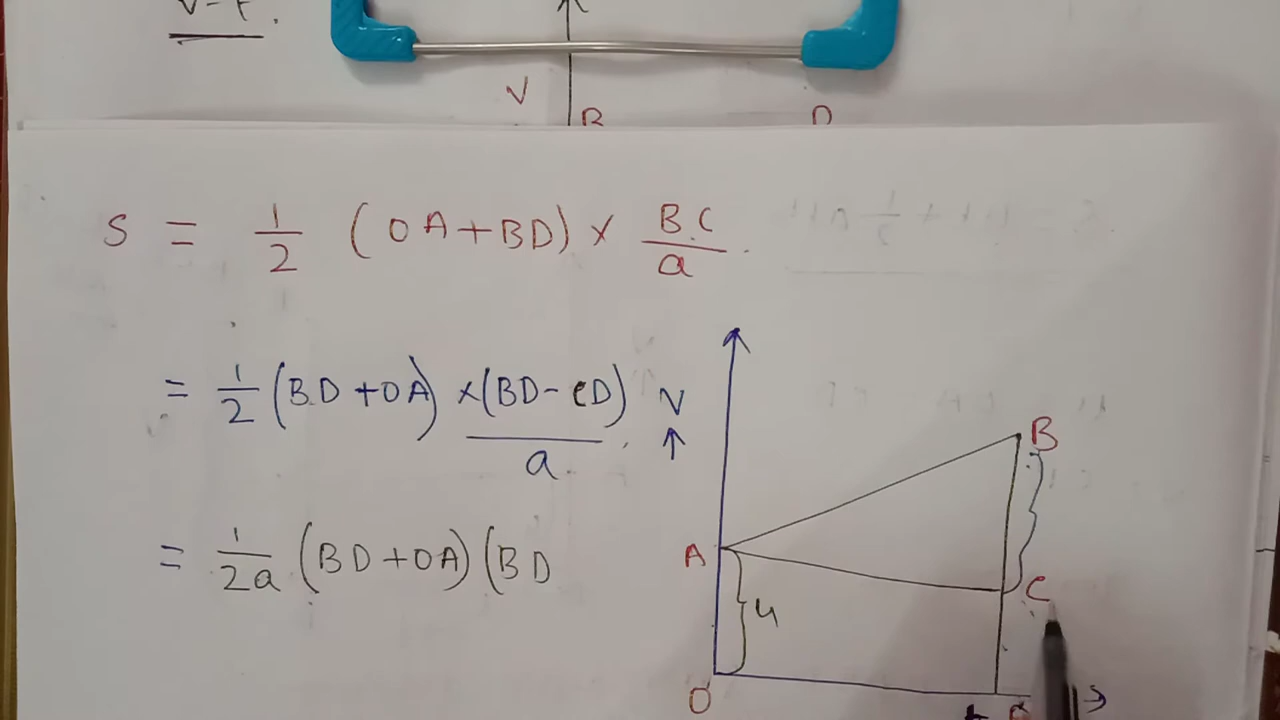 V-t.
V
B D
S = 1/2 (OA+BD) × BC/a .
= 1/2 (BD+OA) ×(BD-CD)/a .
= 1/2a (BD+OA) (BD
V
↑
B
A
C
u
O
t